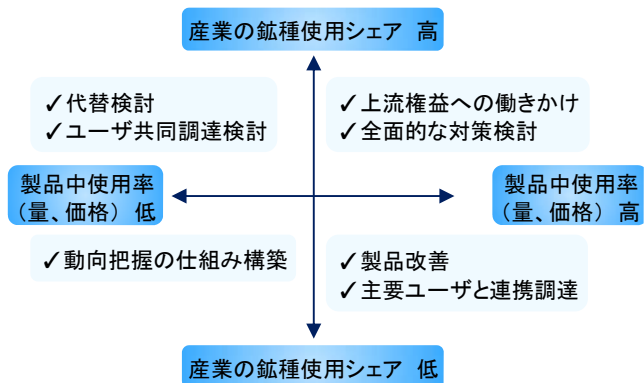 産業の鉱種使用シェア 高
✓代替検討
✓ユーザ共同調達検討
✓上流権益への働きかけ
✓全面的な対策検討
製品中使用率
(量、価格) 低
製品中使用率
(量、価格) 高
✓動向把握の仕組み構築
✓製品改善
✓主要ユーザと連携調達
産業の鉱種使用シェア 低